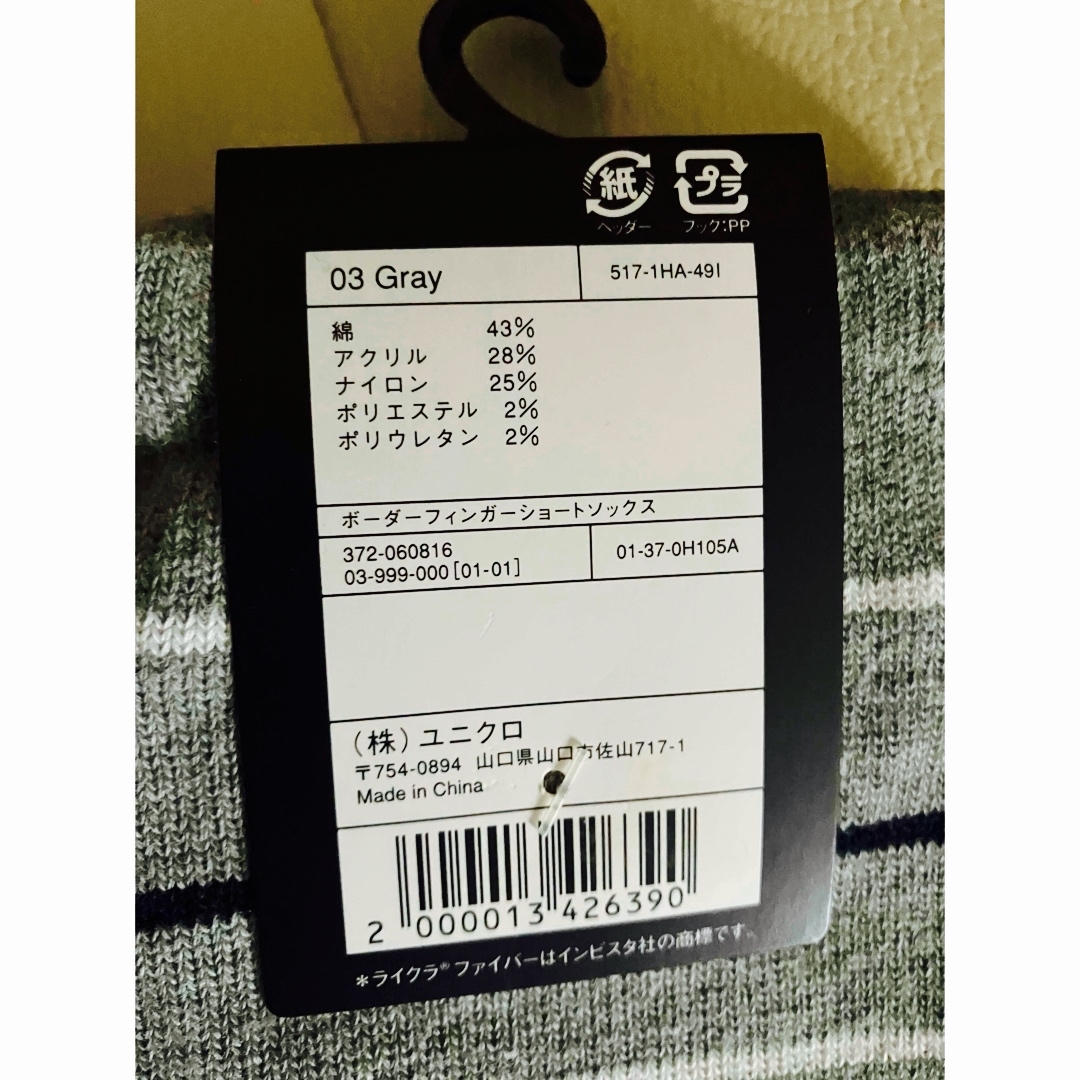 紙 プラ
ヘッダー フック:PP
03 Gray 517-1HA-49I
綿 43%
アクリル 28%
ナイロン 25%
ポリエステル 2%
ポリウレタン 2%
ボーダーフィンガーショートソックス
372-060816
03-999-000[01-01] 01-37-0H105A
(株)ユニクロ
〒754-0894 山口県山口市佐山717-1
Made in China
2 000013 426390
*ライクラ®ファイバーはインビスタ社の商標です。